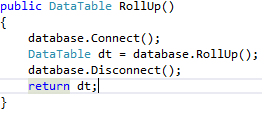 public DataTable RollUp()
{
    database.Connect();
    DataTable dt = database.RollUp();
    database.Disconnect();
    return dt;
}